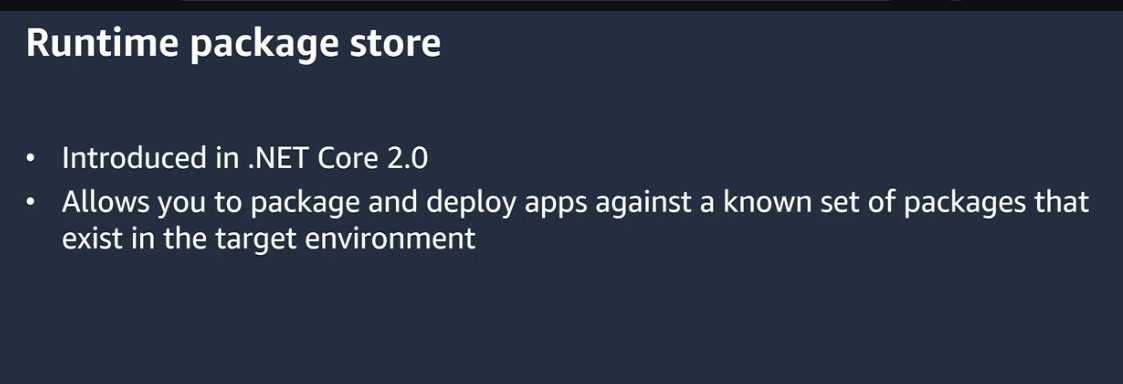 Runtime package store
• Introduced in .NET Core 2.0
• Allows you to package and deploy apps against a known set of packages that
exist in the target environment